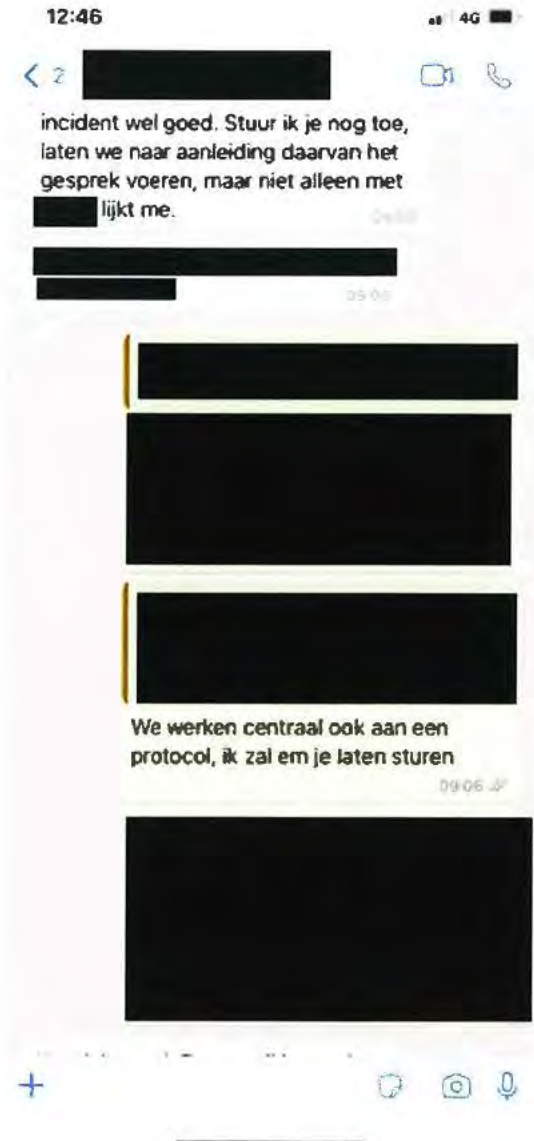 12:46
4G
2
incident wel goed. Stuur ik je nog toe,
laten we naar aanleiding daarvan het
gesprek voeren, maar niet alleen met
lijkt me.
We werken centraal ook aan een
protocol, ik zal em je laten sturen
09:06